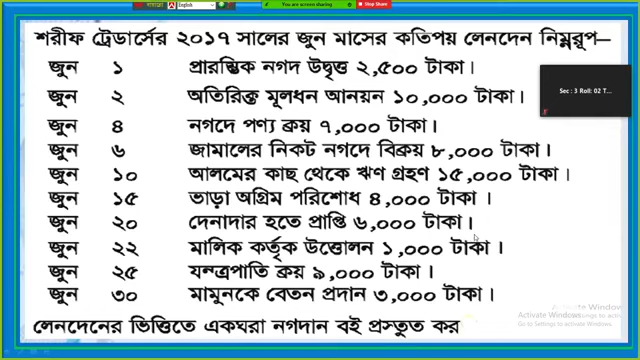 You are screen sharing Stop Share
English
শরীফ ট্রেডার্সের ২০১৭ সালের জুন মাসের কতিপয় লেনদেন নিম্নরূপ–
জুন ১ প্রারম্ভিক নগদ উদ্বৃত্ত ২,৫০০ টাকা।
জুন ২ অতিরিক্ত মূলধন আনয়ন ১০,০০০ টাকা।
Sec : 3 Roll: 02 T...
জুন ৪ নগদে পণ্য ক্রয় ৭,০০০ টাকা।
জুন ৬ জামালের নিকট নগদে বিক্রয় ৮,০০০ টাকা।
জুন ১০ আলমের কাছ থেকে ঋণ গ্রহণ ১৫,০০০ টাকা।
জুন ১৫ ভাড়া অগ্রিম পরিশোধ ৪,০০০ টাকা।
জুন ২০ দেনাদার হতে প্রাপ্তি ৬,০০০ টাকা।
জুন ২২ মালিক কর্তৃক উত্তোলন ১,০০০ টাকা।
জুন ২৫ যন্ত্রপাতি ক্রয় ৯,০০০ টাকা।
জুন ৩০ মামুনকে বেতন প্রদান ৩,০০০ টাকা।
Activate Windows
Go to Settings to activate Windows.
লেনদেনের ভিত্তিতে একঘরা নগদান বই প্রস্তুত কর